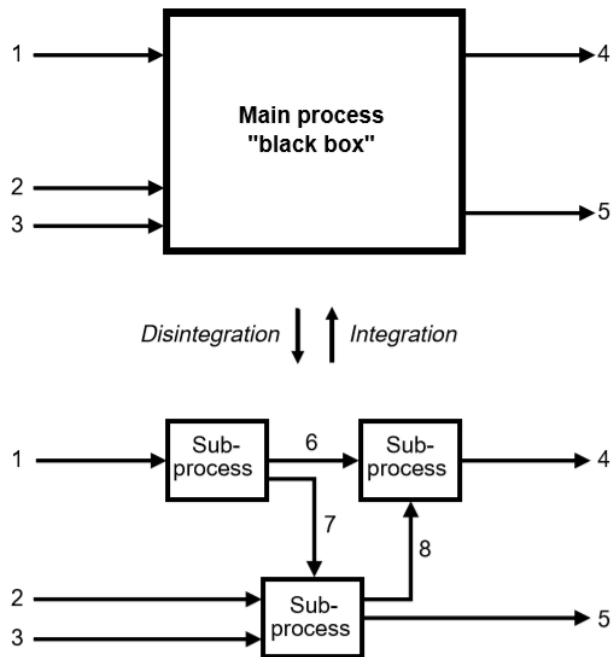 1
4
Main process
"black box"
2
3
5
Disintegration
Integration
1
Sub-
process
6
Sub-
process
4
7
8
2
3
Sub-
process
5